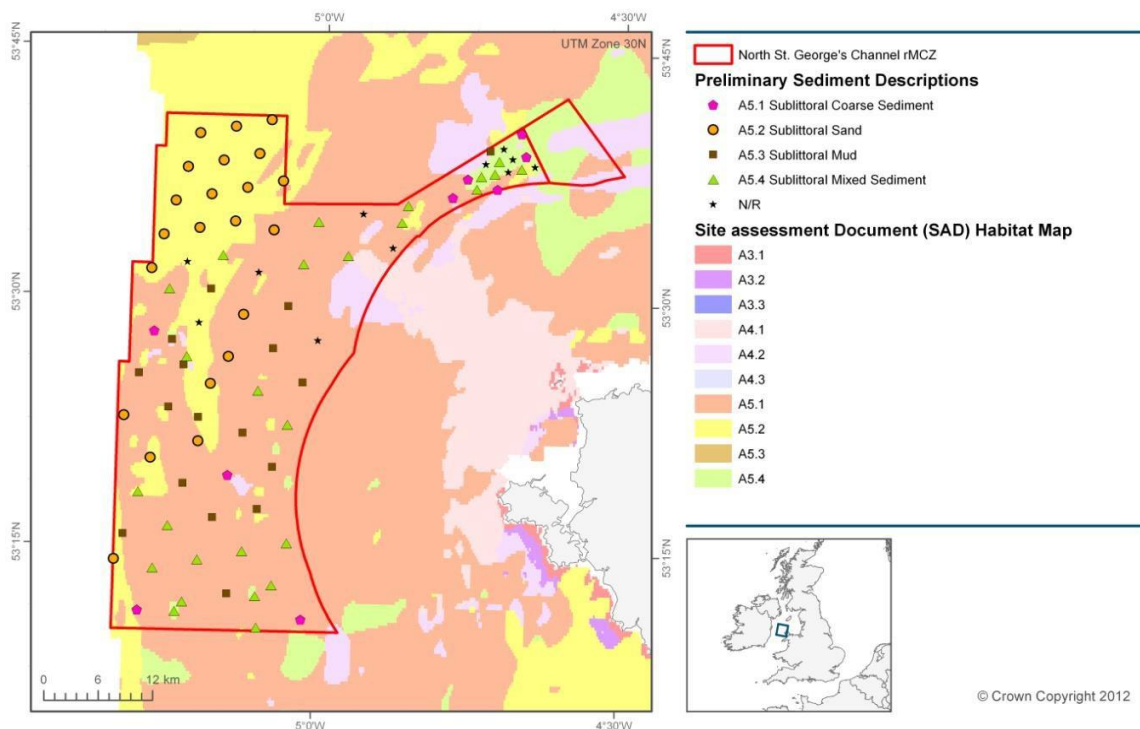 5°0'W
4°30'W
53°45'N
53°45'N
UTM Zone 30N
53°30'N
53°30'N
53°15'N
53°15'N
0 6 12 km
5°0'W
4°30'W
North St. George's Channel rMCZ
Preliminary Sediment Descriptions
A5.1 Sublittoral Coarse Sediment
A5.2 Sublittoral Sand
A5.3 Sublittoral Mud
A5.4 Sublittoral Mixed Sediment
N/R
Site assessment Document (SAD) Habitat Map
A3.1
A3.2
A3.3
A4.1
A4.2
A4.3
A5.1
A5.2
A5.3
A5.4
© Crown Copyright 2012